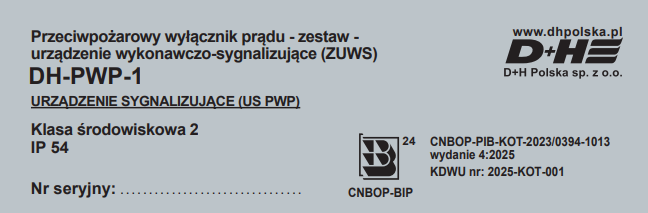 Przeciwpożarowy wyłącznik prądu - zestaw -
urządzenie wykonawczo-sygnalizujące (ZUWS)
DH-PWP-1
URZĄDZENIE SYGNALIZUJĄCE (US PWP)
Klasa środowiskowa 2
IP 54
Nr seryjny: ................................
www.dhpolska.pl
D+H
D+H Polska sp. z o.o.
B 24
CNBOP-BIP
CNBOP-PIB-KOT-2023/0394-1013
wydanie 4:2025
KDWU nr: 2025-KOT-001